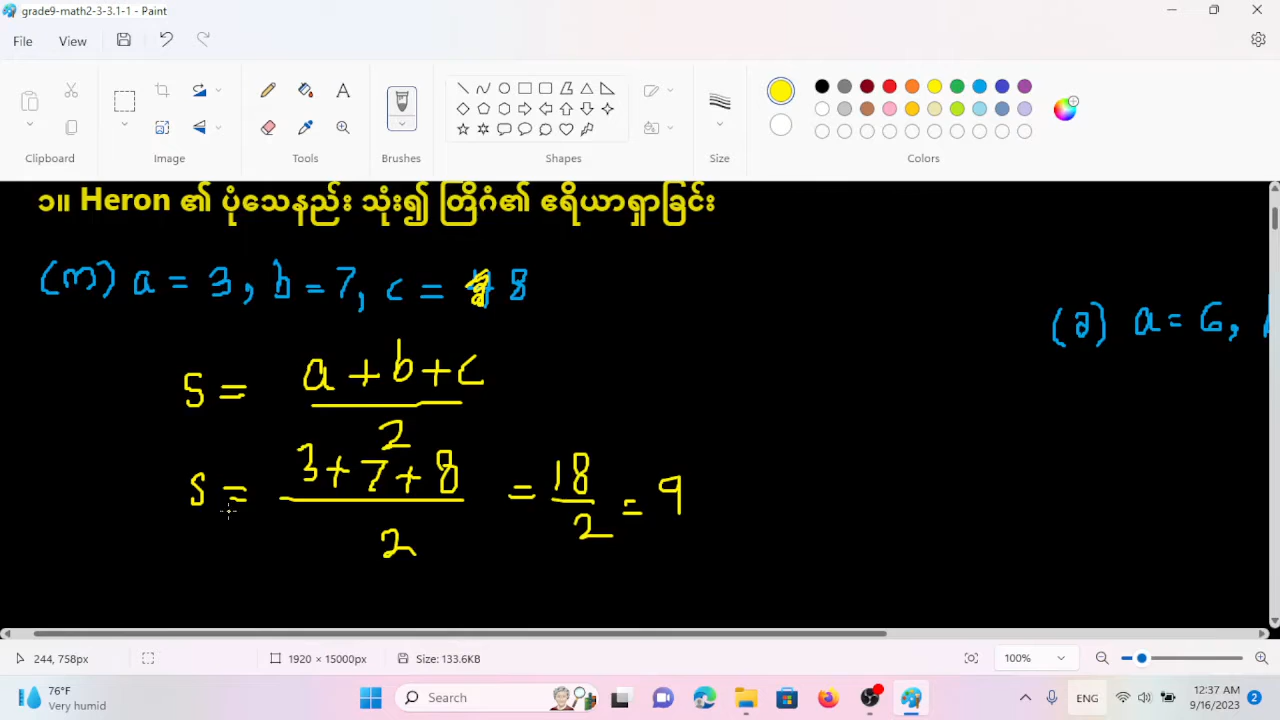 grade9-math2-3-3.1-1 - Paint
File View
Clipboard Image Tools Brushes Shapes Size Colors
၁။ Heron ၏ ပုံသေနည်း သုံး၍ တြိဂံ၏ ဧရိယာရှာခြင်း
(က) a = 3, b = 7, c = 8
(ခ) a = 6,
s = a + b + c
2
s = 3 + 7 + 8 = 18 = 9
2 2
244, 758px 1920 × 15000px Size: 133.6KB 100%
76°F
Very humid
Search
ENG
12:37 AM
9/16/2023
2